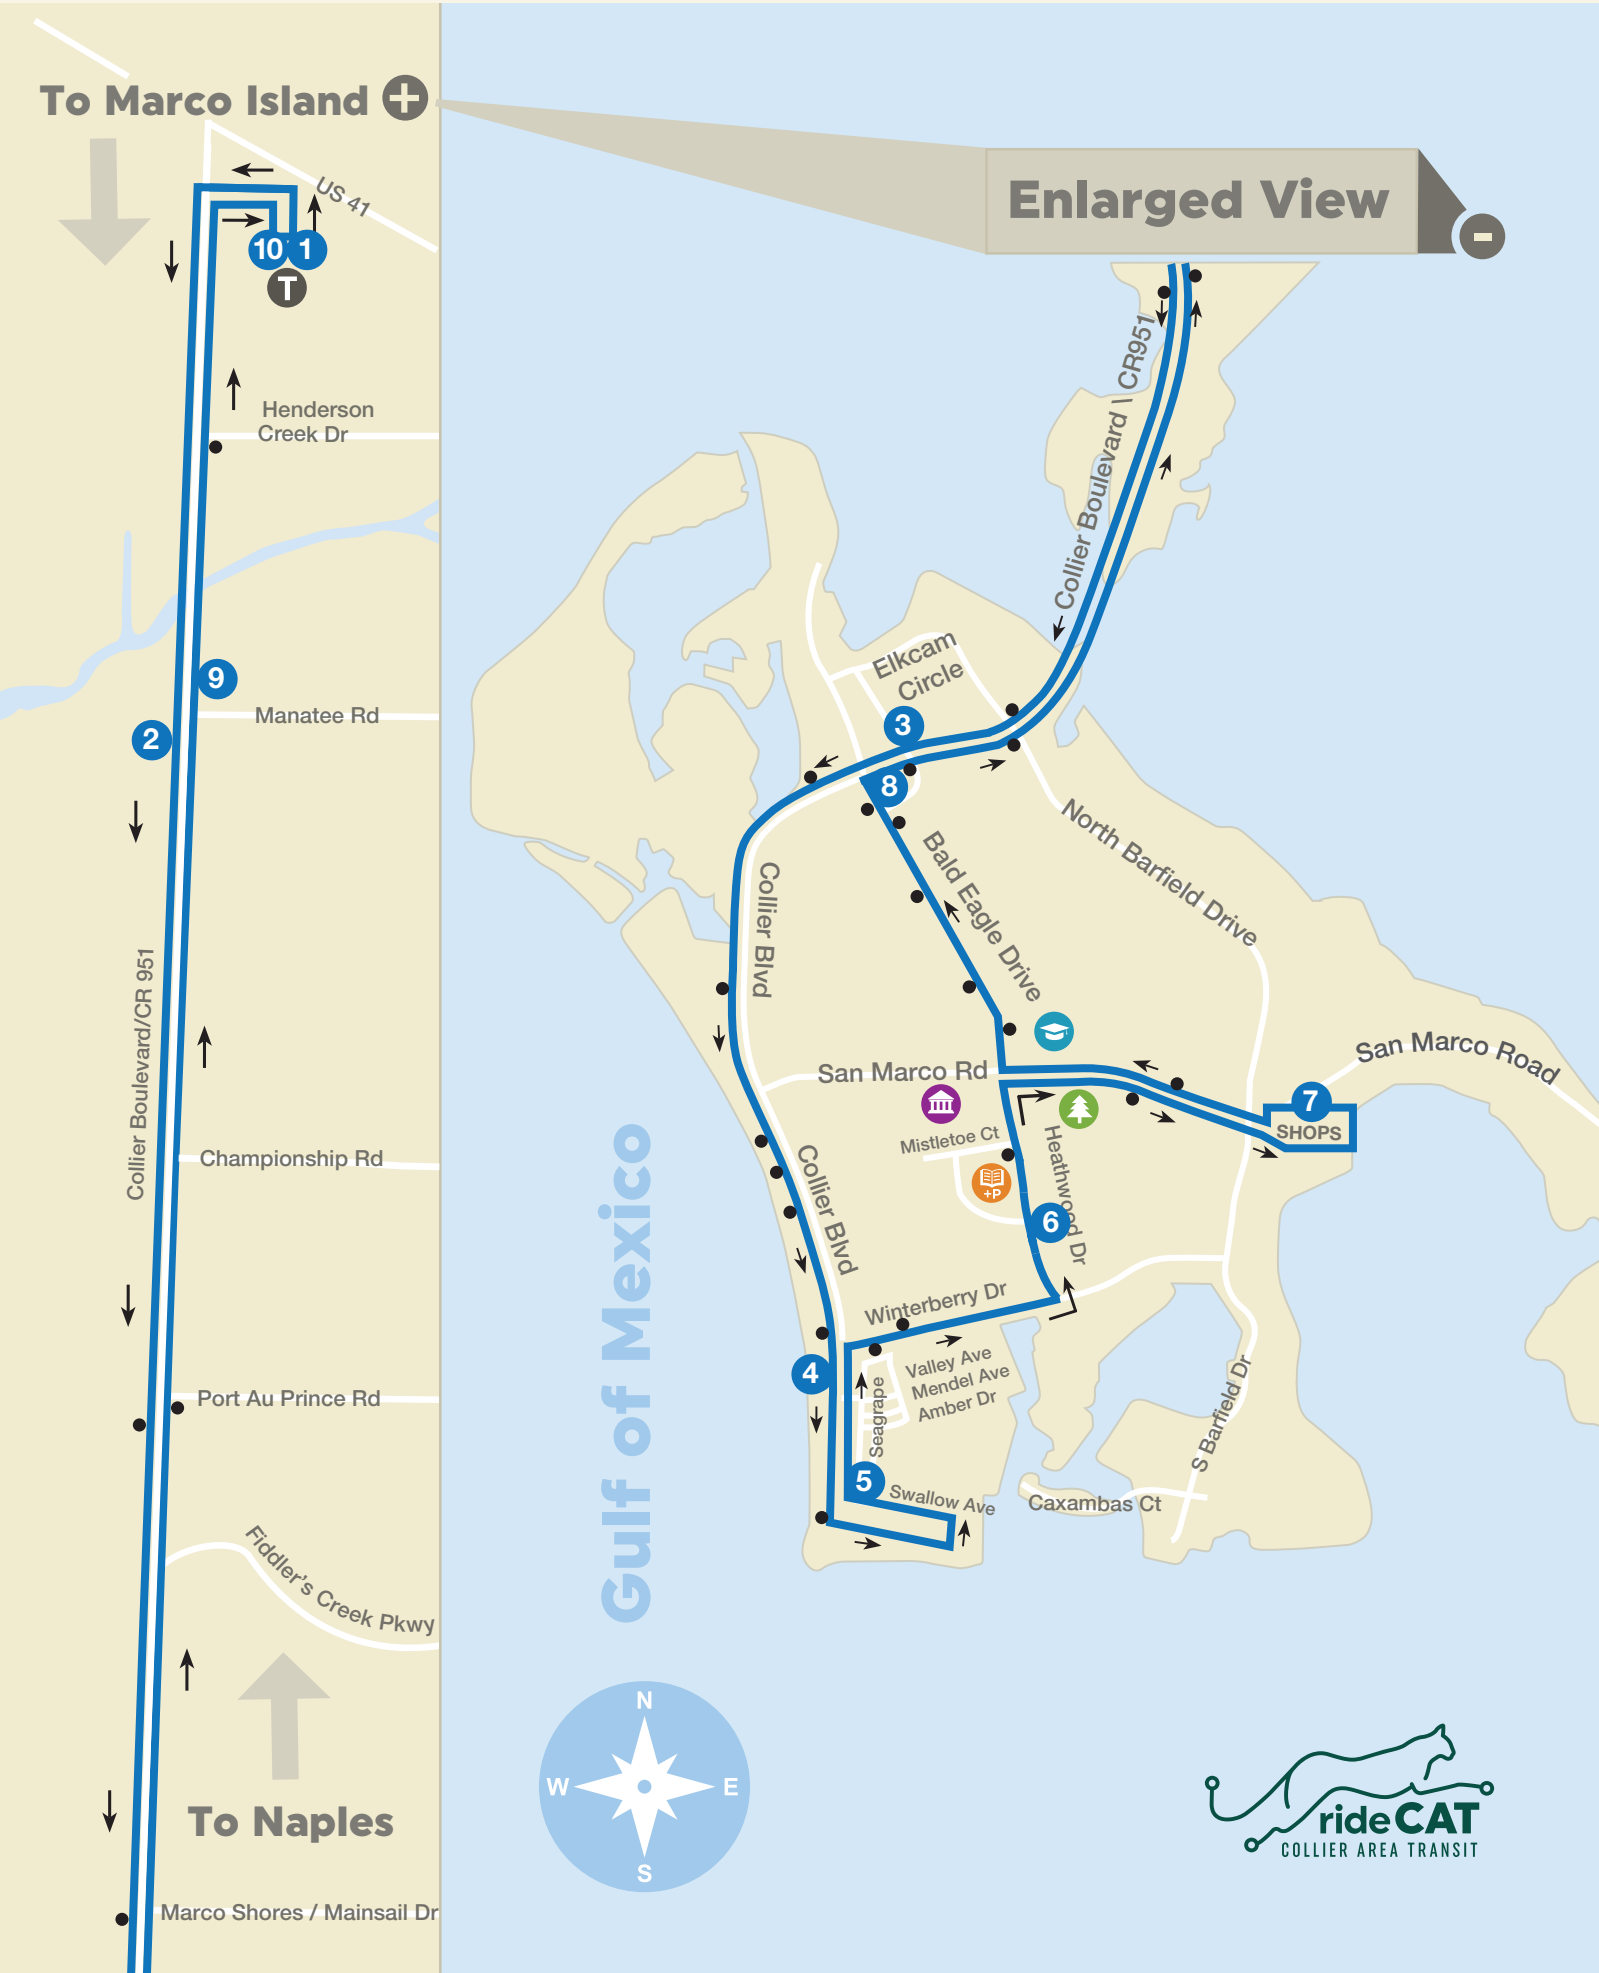 To Marco Island
US 41
10
1
T
Henderson
Creek Dr
9
Manatee Rd
2
Collier Boulevard/CR 951
Championship Rd
Port Au Prince Rd
Fiddler's Creek Pkwy
To Naples
Marco Shores / Mainsail Dr
Enlarged View
Collier Boulevard \ CR951
Elkcam
Circle
3
8
North Barfield Drive
Bald Eagle Drive
Collier Blvd
San Marco Rd
San Marco Road
7
SHOPS
Mistletoe Ct
+P
Heathwood Dr
6
Collier Blvd
Winterberry Dr
4
Valley Ave
Mendel Ave
Amber Dr
Seagrape
5
Swallow Ave
Caxambas Ct
S Barfield Dr
Gulf of Mexico
N
W
E
S
rideCAT
COLLIER AREA TRANSIT